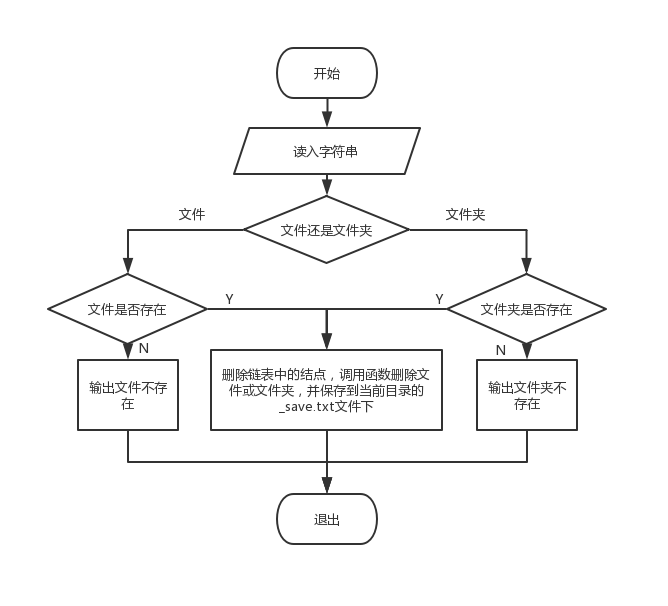 开始
读入字符串
文件
文件还是文件夹
文件夹
文件是否存在
Y
Y
文件夹是否存在
N
N
输出文件不存
在
删除链表中的结点，调用函数删除文
件或文件夹，并保存到当前目录的
_save.txt文件下
输出文件夹不
存在
退出